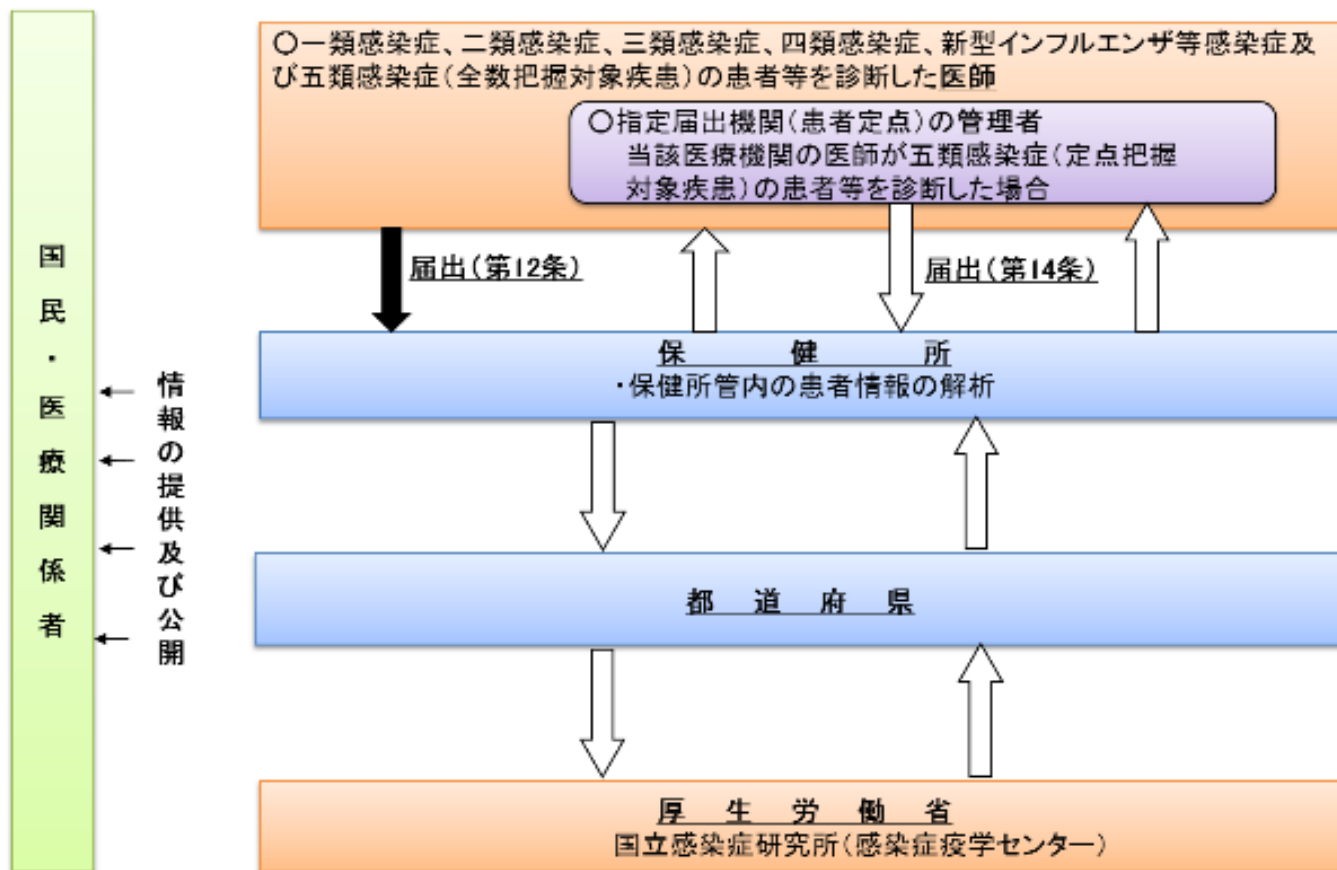 〇一類感染症、二類感染症、三類感染症、四類感染症、新型インフルエンザ等感染症及
び五類感染症(全数把握対象疾患)の患者等を診断した医師
〇指定届出機関(患者定点)の管理者
当該医療機関の医師が五類感染症(定点把握
対象疾患)の患者等を診断した場合
届出(第12条)
届出(第14条)
保健所
・保健所管内の患者情報の解析
都道府県
厚生労働省
国立感染症研究所(感染症疫学センター)
情報の提供及び公開
国民・医療関係者